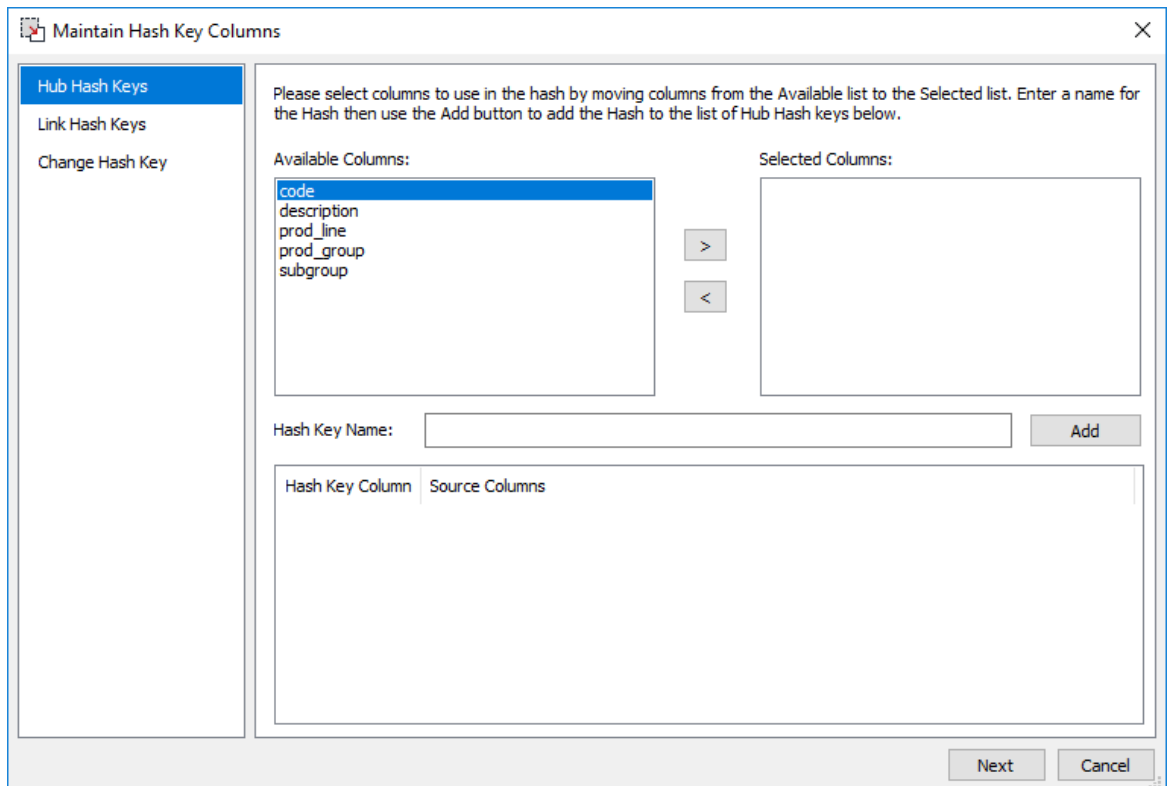 Maintain Hash Key Columns
Hub Hash Keys
Link Hash Keys
Change Hash Key
Please select columns to use in the hash by moving columns from the Available list to the Selected list. Enter a name for
the Hash then use the Add button to add the Hash to the list of Hub Hash keys below.
Available Columns:
Selected Columns:
code
description
prod_line
prod_group
subgroup
>
<
Hash Key Name:
Add
Hash Key Column
Source Columns
Next
Cancel